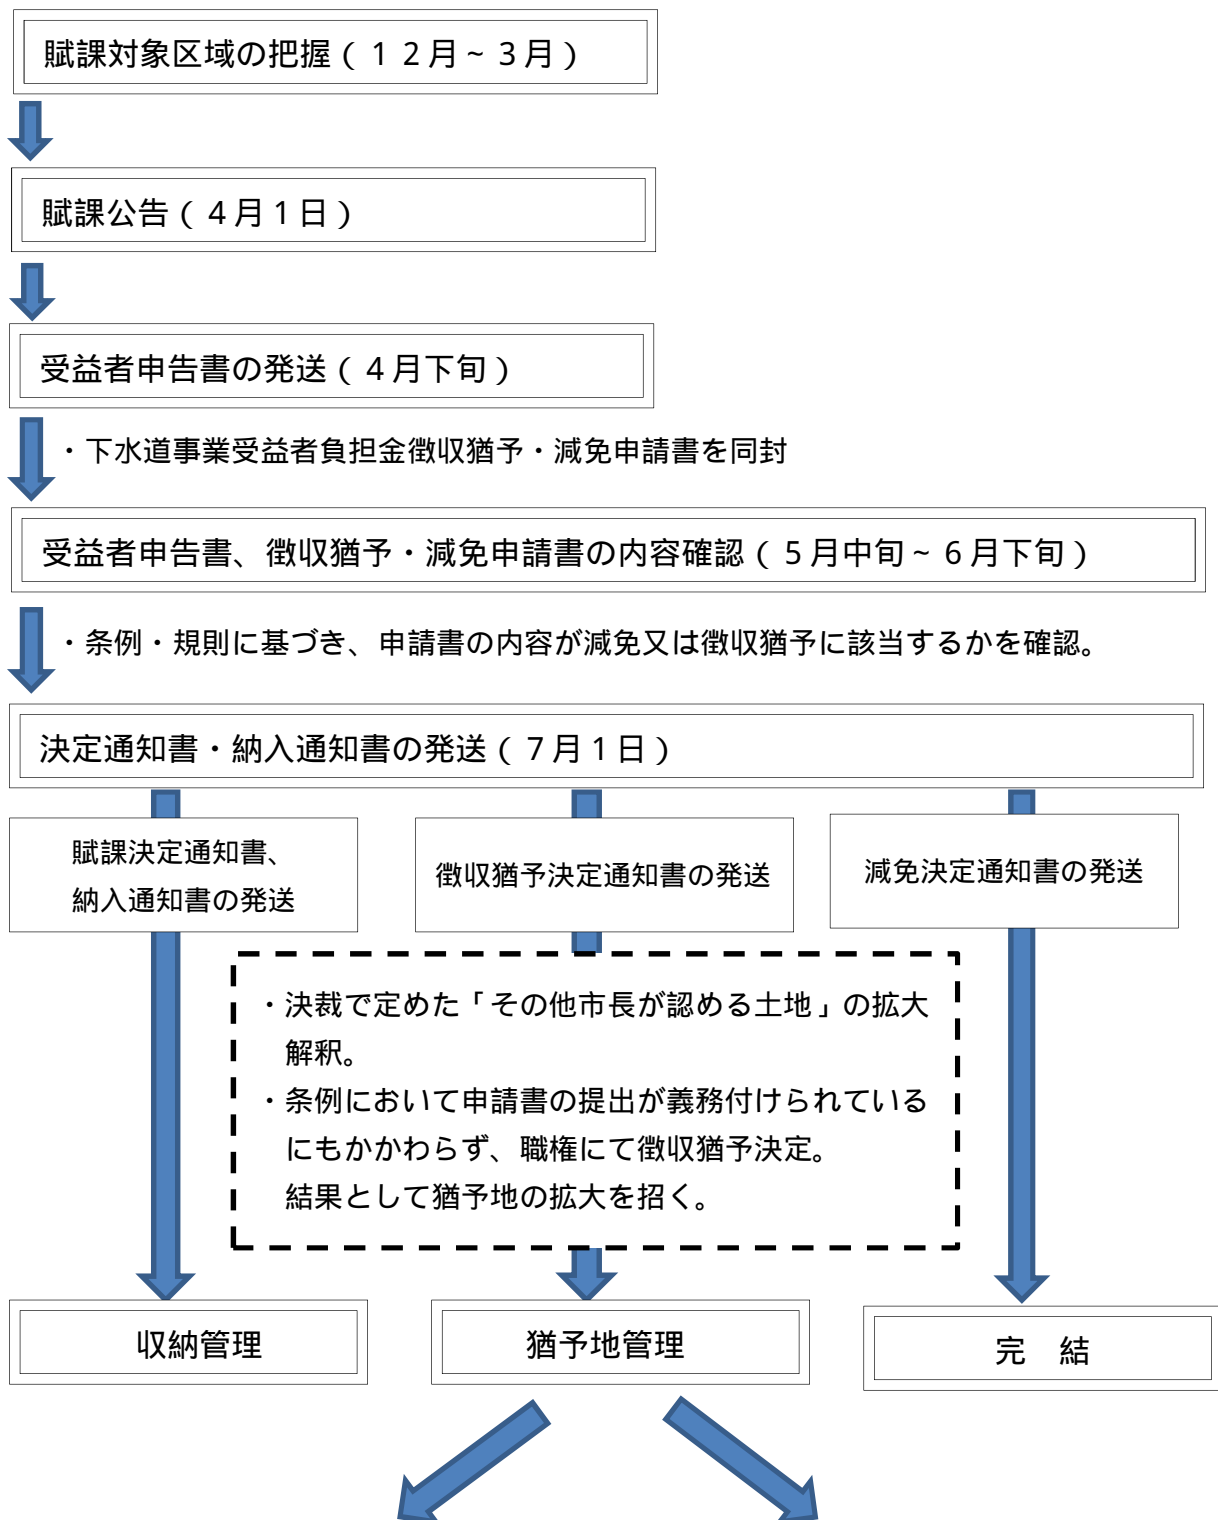 賦課対象区域の把握（１２月～３月）
賦課公告（４月１日）
受益者申告書の発送（４月下旬）
・下水道事業受益者負担金徴収猶予・減免申請書を同封
受益者申告書、徴収猶予・減免申請書の内容確認（５月中旬～６月下旬）
・条例・規則に基づき、申請書の内容が減免又は徴収猶予に該当するかを確認。
決定通知書・納入通知書の発送（７月１日）
賦課決定通知書、
納入通知書の発送
徴収猶予決定通知書の発送
減免決定通知書の発送
・決裁で定めた「その他市長が認める土地」の拡大
解釈。
・条例において申請書の提出が義務付けられている
にもかかわらず、職権にて徴収猶予決定。
結果として猶予地の拡大を招く。
収納管理
猶予地管理
完　結